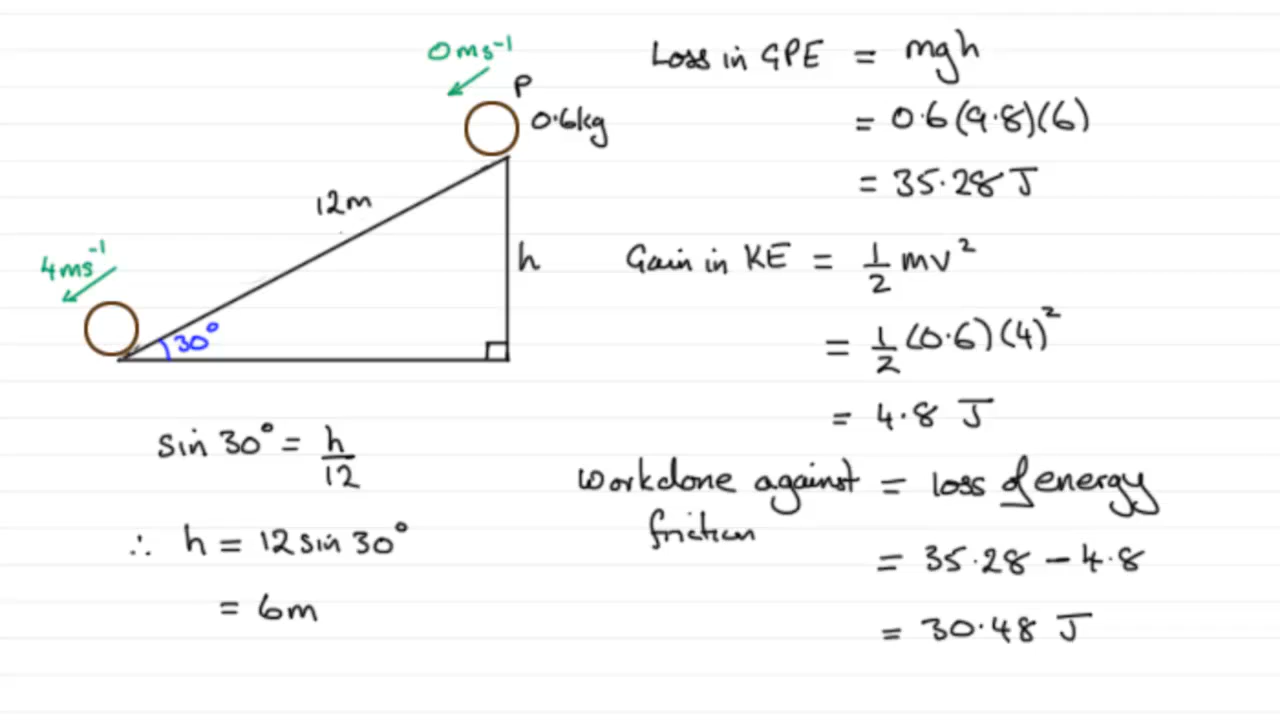 0ms⁻¹
P
0.6kg
12m
h
4ms⁻¹
30°
sin 30° = h/12
∴ h = 12 sin 30°
= 6m
Loss in GPE = mgh
= 0.6(9.8)(6)
= 35.28 J
Gain in KE = 1/2 mv²
= 1/2 (0.6)(4)²
= 4.8 J
Workdone against friction = loss of energy
= 35.28 - 4.8
= 30.48 J